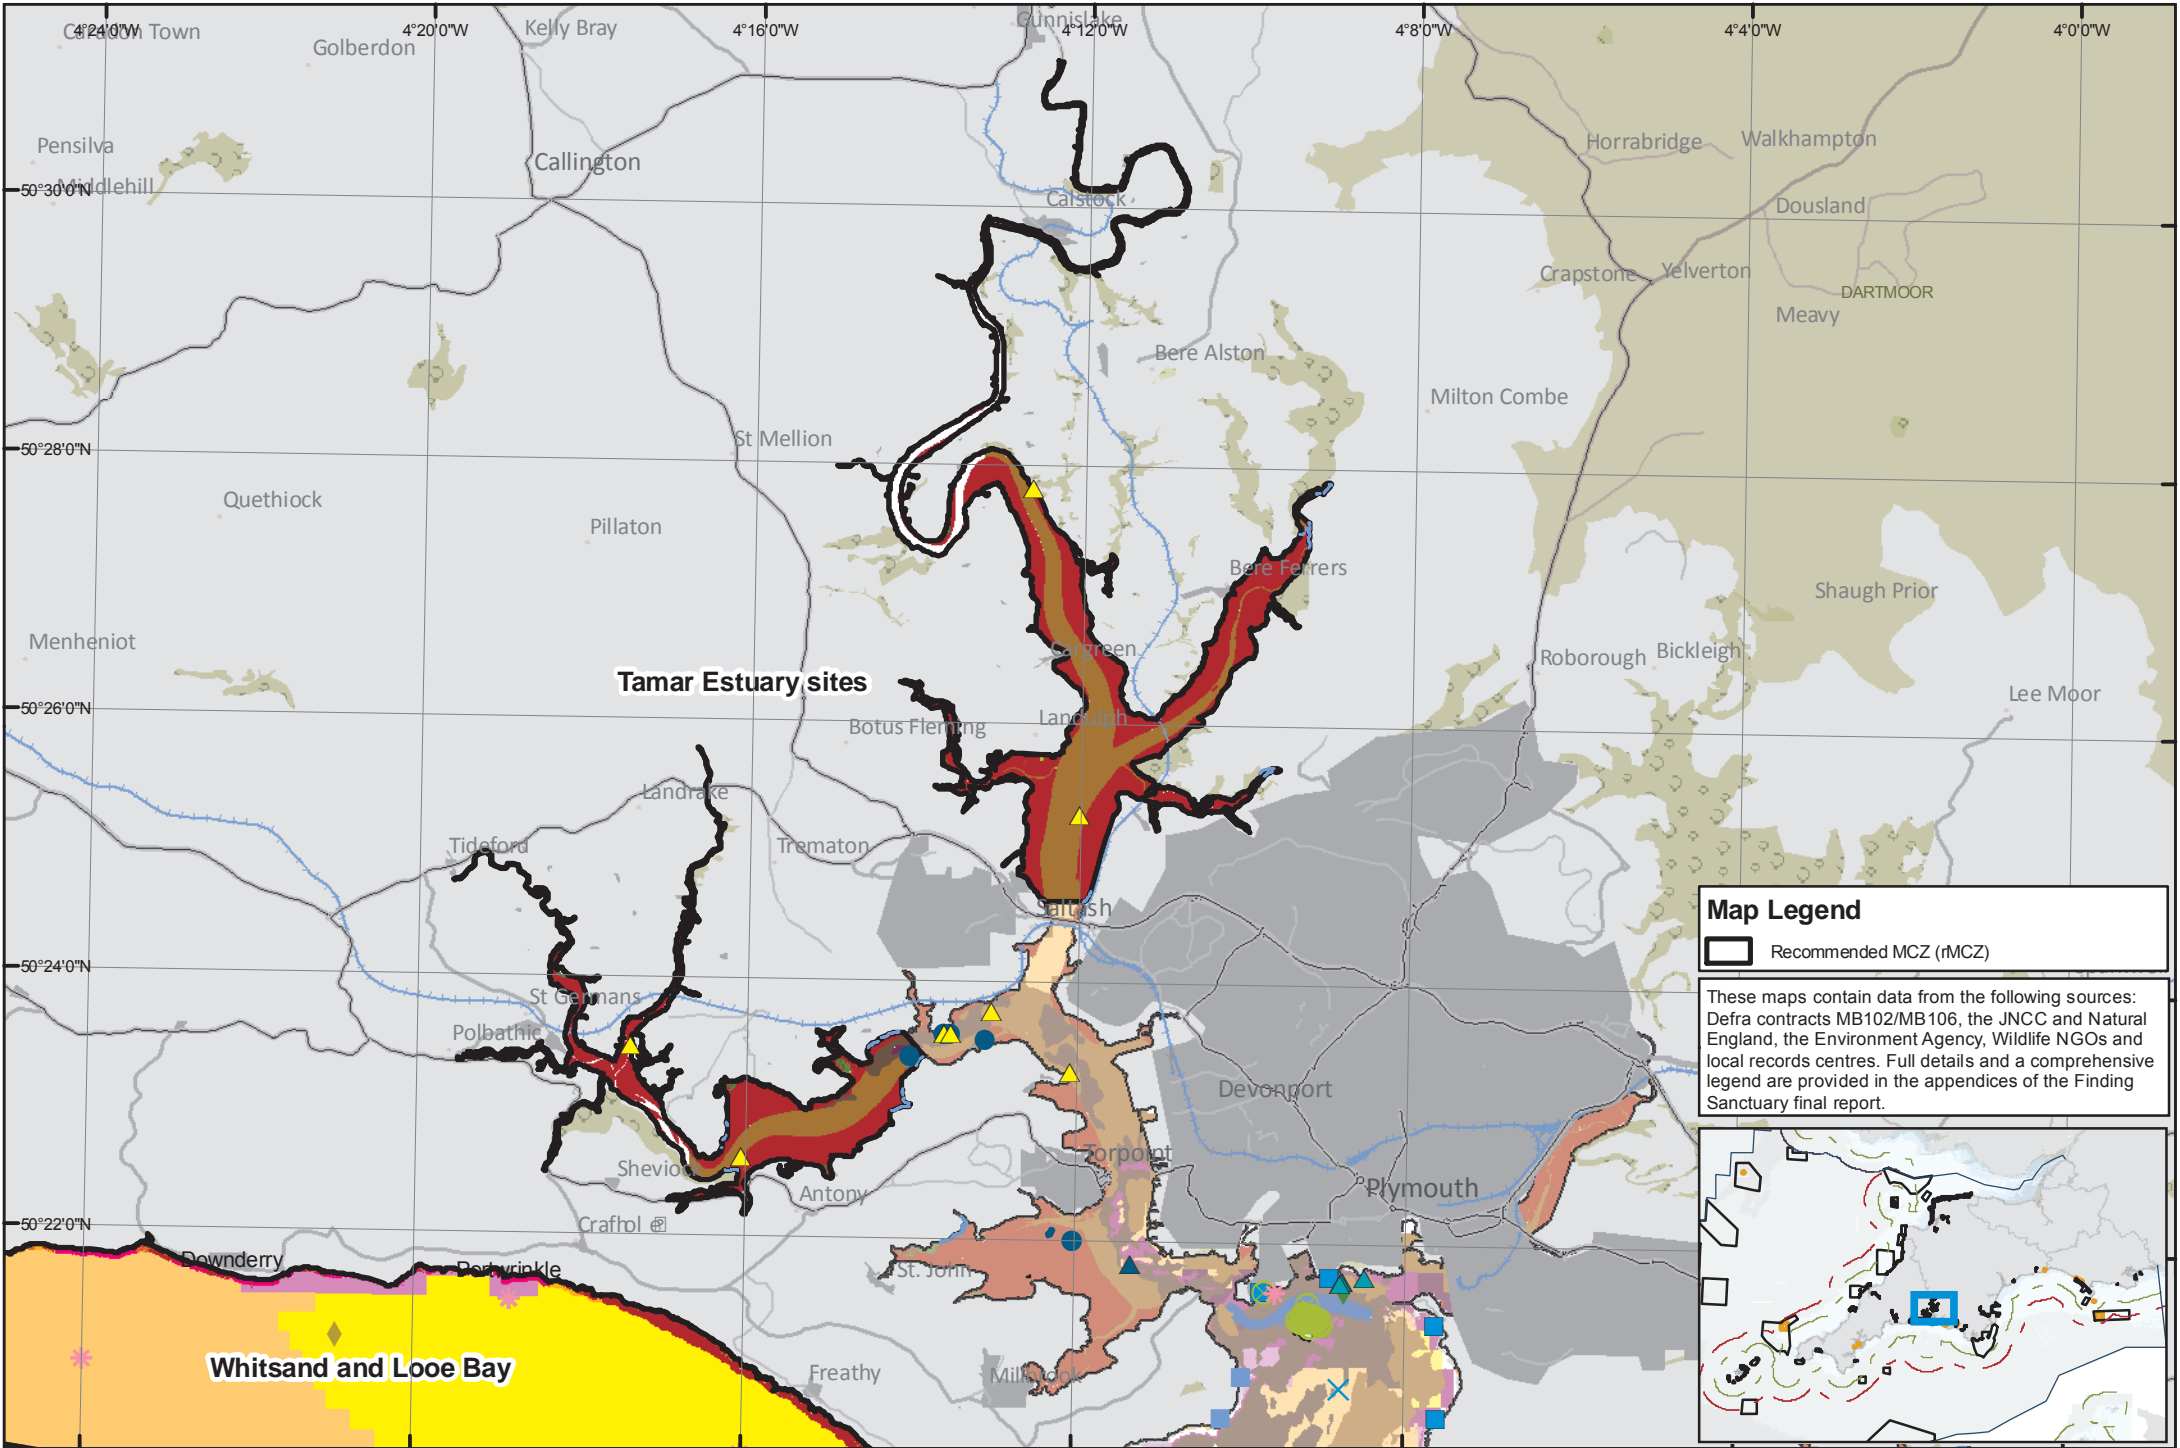 4°24'0"W
4°20'0"W
4°16'0"W
4°12'0"W
4°8'0"W
4°4'0"W
4°0'0"W
Caradon Town
Golberdon
Kelly Bray
Gunnislake
Pensilva
Middlehill
50°30'0"N
Callington
Calstock
Horrabridge
Walkhampton
Dousland
Crapstone
Yelverton
DARTMOOR
Meavy
Bere Alston
Milton Combe
St Mellion
50°28'0"N
Quethiock
Pillaton
Bere Ferrers
Shaugh Prior
Menheniot
Cargreen
Roborough
Bickleigh
Tamar Estuary sites
Lee Moor
50°26'0"N
Botus Fleming
Landulph
Landrake
Tideford
Trematon
Saltash
50°24'0"N
St Germans
Polbathic
Devonport
Torpoint
Sheviock
Antony
Plymouth
50°22'0"N
Crafhol e
Downderry
Portwrinkle
St. John
Whitsand and Looe Bay
Freathy
Millbrook
Map Legend
Recommended MCZ (rMCZ)
These maps contain data from the following sources:
Defra contracts MB102/MB106, the JNCC and Natural
England, the Environment Agency, Wildlife NGOs and
local records centres. Full details and a comprehensive
legend are provided in the appendices of the Finding
Sanctuary final report.